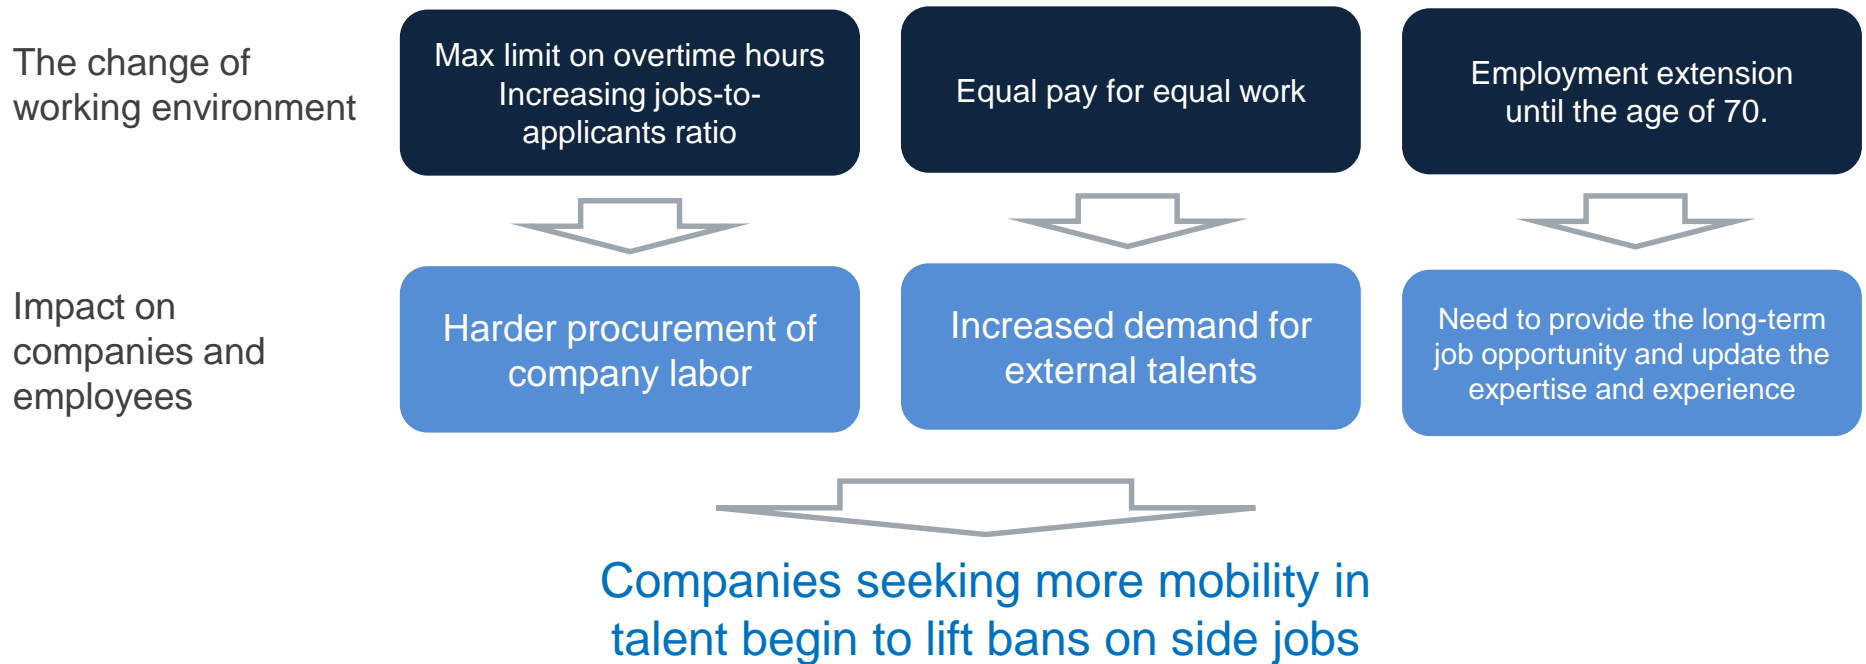 The change of
working environment
Max limit on overtime hours
Increasing jobs-to-
applicants ratio
Equal pay for equal work
Employment extension
until the age of 70.
Impact on
companies and
employees
Harder procurement of
company labor
Increased demand for
external talents
Need to provide the long-term
job opportunity and update the
expertise and experience
Companies seeking more mobility in
talent begin to lift bans on side jobs